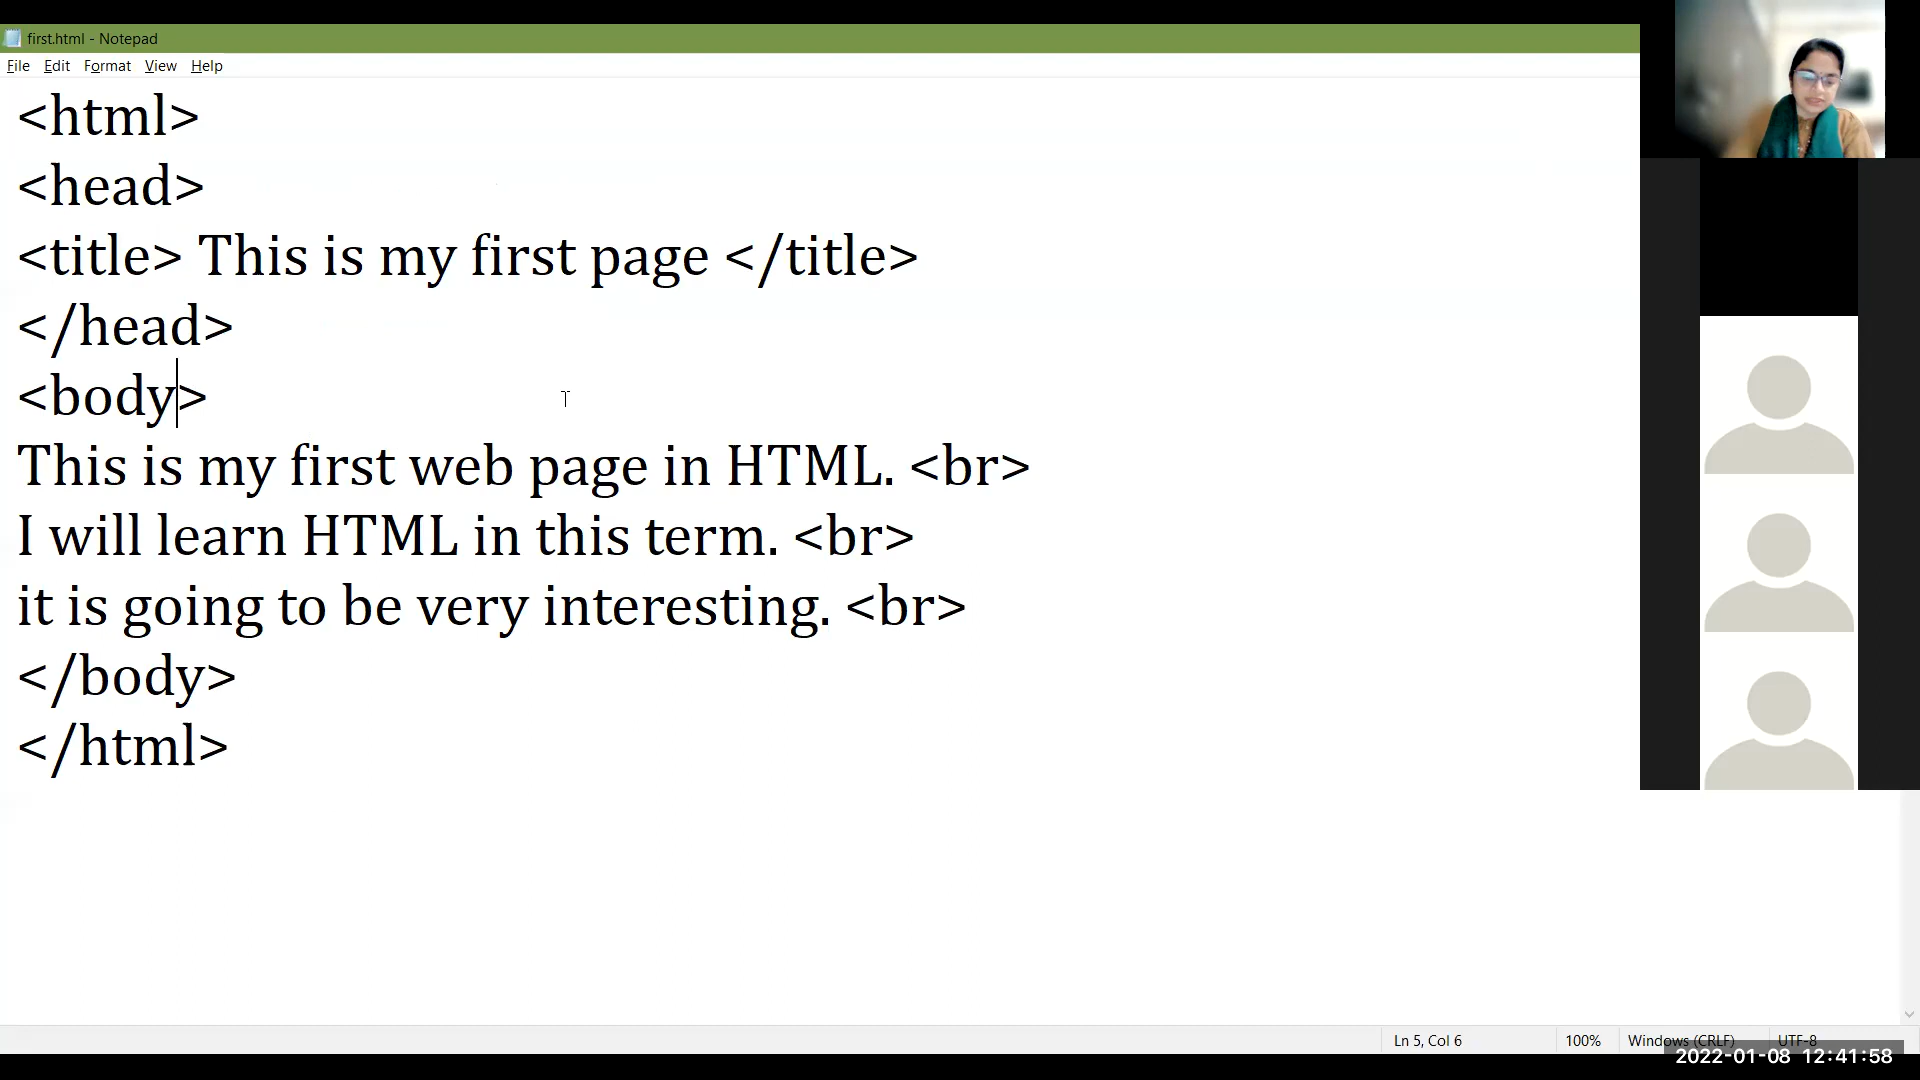 first.html - Notepad
File Edit Format View Help
<html>
<head>
<title> This is my first page </title>
</head>
<body>
This is my first web page in HTML. <br>
I will learn HTML in this term. <br>
it is going to be very interesting. <br>
</body>
</html>
Ln 5, Col 6 100% Windows (CRLF) UTF-8
2022-01-08 12:41:58